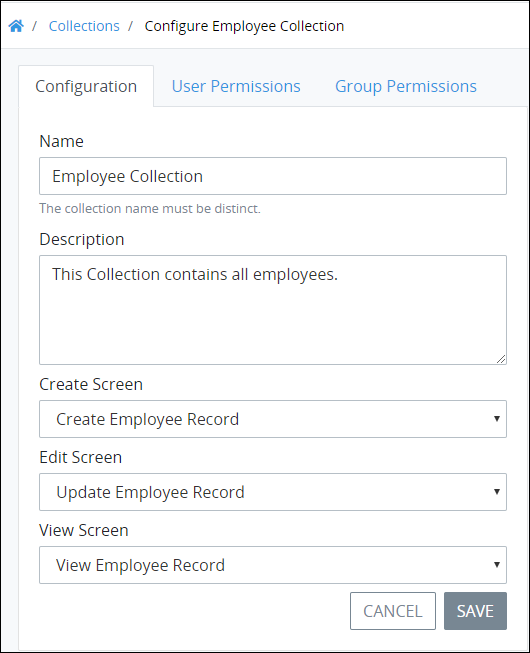 / Collections / Configure Employee Collection
Configuration User Permissions Group Permissions
Name
Employee Collection
The collection name must be distinct.
Description
This Collection contains all employees.
Create Screen
Create Employee Record
Edit Screen
Update Employee Record
View Screen
View Employee Record
CANCEL SAVE